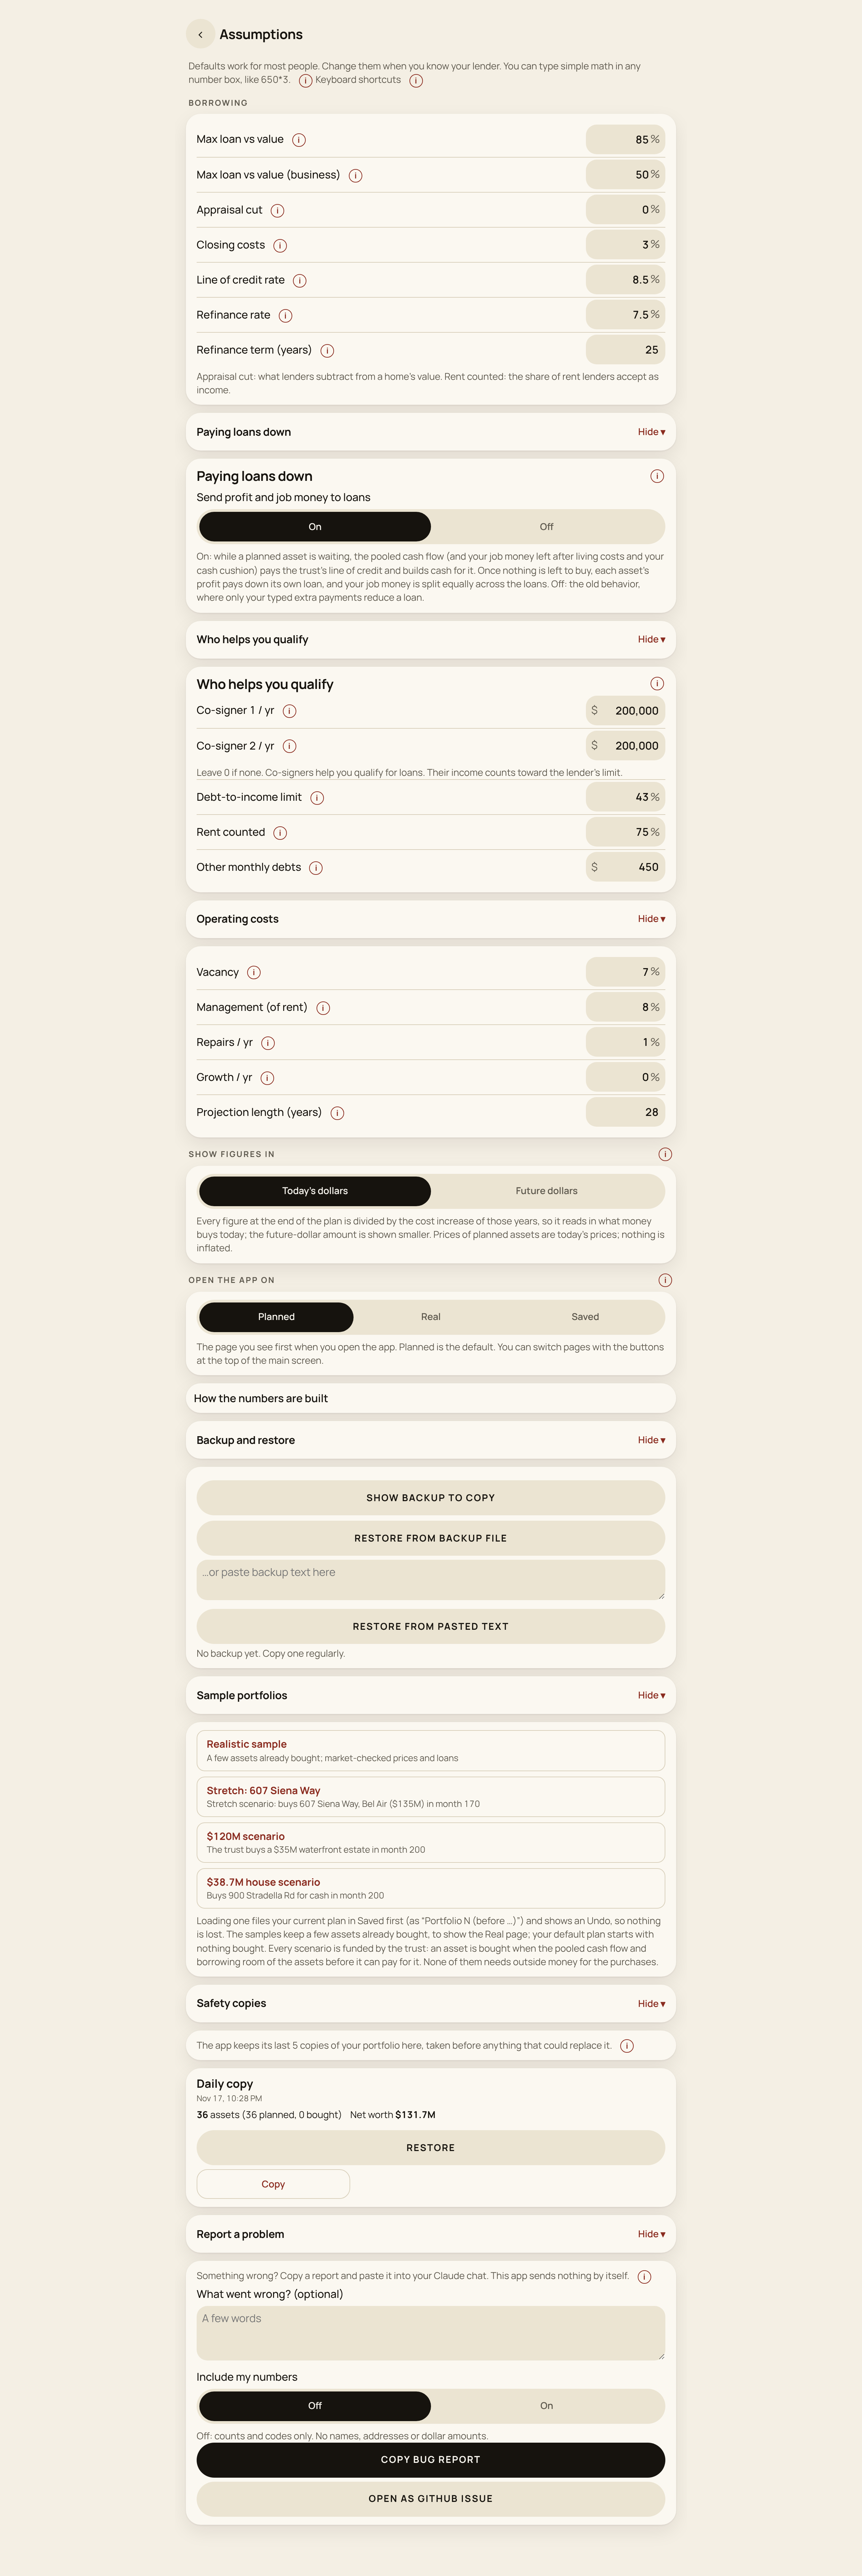 ‹ Assumptions
Defaults work for most people. Change them when you know your lender. You can type simple math in any
number box, like 650*3. i Keyboard shortcuts i
BORROWING
Max loan vs value i 85 %
Max loan vs value (business) i 50 %
Appraisal cut i 0 %
Closing costs i 3 %
Line of credit rate i 8.5 %
Refinance rate i 7.5 %
Refinance term (years) i 25
Appraisal cut: what lenders subtract from a home's value. Rent counted: the share of rent lenders accept as
income.
Paying loans down Hide ▾
Paying loans down i
Send profit and job money to loans
On Off
On: while a planned asset is waiting, the pooled cash flow (and your job money left after living costs and your
cash cushion) pays the trust's line of credit and builds cash for it. Once nothing is left to buy, each asset's
profit pays down its own loan, and your job money is split equally across the loans. Off: the old behavior,
where only your typed extra payments reduce a loan.
Who helps you qualify Hide ▾
Who helps you qualify i
Co-signer 1 / yr i $ 200,000
Co-signer 2 / yr i $ 200,000
Leave 0 if none. Co-signers help you qualify for loans. Their income counts toward the lender's limit.
Debt-to-income limit i 43 %
Rent counted i 75 %
Other monthly debts i $ 450
Operating costs Hide ▾
Vacancy i 7 %
Management (of rent) i 8 %
Repairs / yr i 1 %
Growth / yr i 0 %
Projection length (years) i 28
SHOW FIGURES IN i
Today's dollars Future dollars
Every figure at the end of the plan is divided by the cost increase of those years, so it reads in what money
buys today; the future-dollar amount is shown smaller. Prices of planned assets are today's prices; nothing is
inflated.
OPEN THE APP ON i
Planned Real Saved
The page you see first when you open the app. Planned is the default. You can switch pages with the buttons
at the top of the main screen.
How the numbers are built
Backup and restore Hide ▾
SHOW BACKUP TO COPY
RESTORE FROM BACKUP FILE
…or paste backup text here
RESTORE FROM PASTED TEXT
No backup yet. Copy one regularly.
Sample portfolios Hide ▾
Realistic sample
A few assets already bought; market-checked prices and loans
Stretch: 607 Siena Way
Stretch scenario: buys 607 Siena Way, Bel Air ($135M) in month 170
$120M scenario
The trust buys a $35M waterfront estate in month 200
$38.7M house scenario
Buys 900 Stradella Rd for cash in month 200
Loading one files your current plan in Saved first (as “Portfolio N (before …)”) and shows an Undo, so nothing
is lost. The samples keep a few assets already bought, to show the Real page; your default plan starts with
nothing bought. Every scenario is funded by the trust: an asset is bought when the pooled cash flow and
borrowing room of the assets before it can pay for it. None of them needs outside money for the purchases.
Safety copies Hide ▾
The app keeps its last 5 copies of your portfolio here, taken before anything that could replace it. i
Daily copy
Nov 17, 10:28 PM
36 assets (36 planned, 0 bought) Net worth $131.7M
RESTORE
Copy
Report a problem Hide ▾
Something wrong? Copy a report and paste it into your Claude chat. This app sends nothing by itself. i
What went wrong? (optional)
A few words
Include my numbers
Off On
Off: counts and codes only. No names, addresses or dollar amounts.
COPY BUG REPORT
OPEN AS GITHUB ISSUE